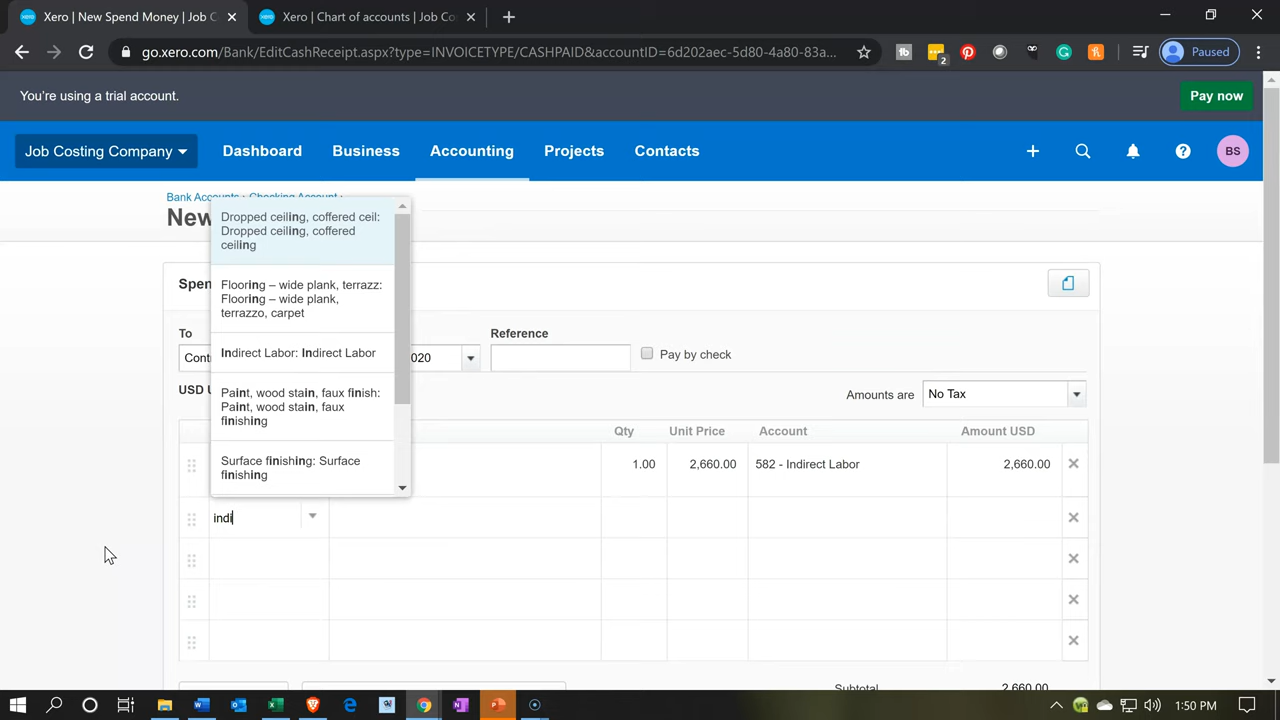 Xero | New Spend Money | Job C
Xero | Chart of accounts | Job Co
go.xero.com/Bank/EditCashReceipt.aspx?type=INVOICETYPE/CASHPAID&accountID=6d202aec-5d80-4a80-83a...
2
Paused
You're using a trial account.
Pay now
Job Costing Company
Dashboard
Business
Accounting
Projects
Contacts
BS
Bank Accounts › Checking Account ›
New
Dropped ceiling, coffered ceil:
Dropped ceiling, coffered
ceiling
Flooring – wide plank, terrazz:
Flooring – wide plank,
terrazzo, carpet
Indirect Labor: Indirect Labor
Paint, wood stain, faux finish:
Paint, wood stain, faux
finishing
Surface finishing: Surface
finishing
Spen
To
Reference
Cont
020
Pay by check
USD U
Amounts are
No Tax
Qty
Unit Price
Account
Amount USD
1.00
2,660.00
582 - Indirect Labor
2,660.00
indi
Subtotal
2,660.00
1:50 PM